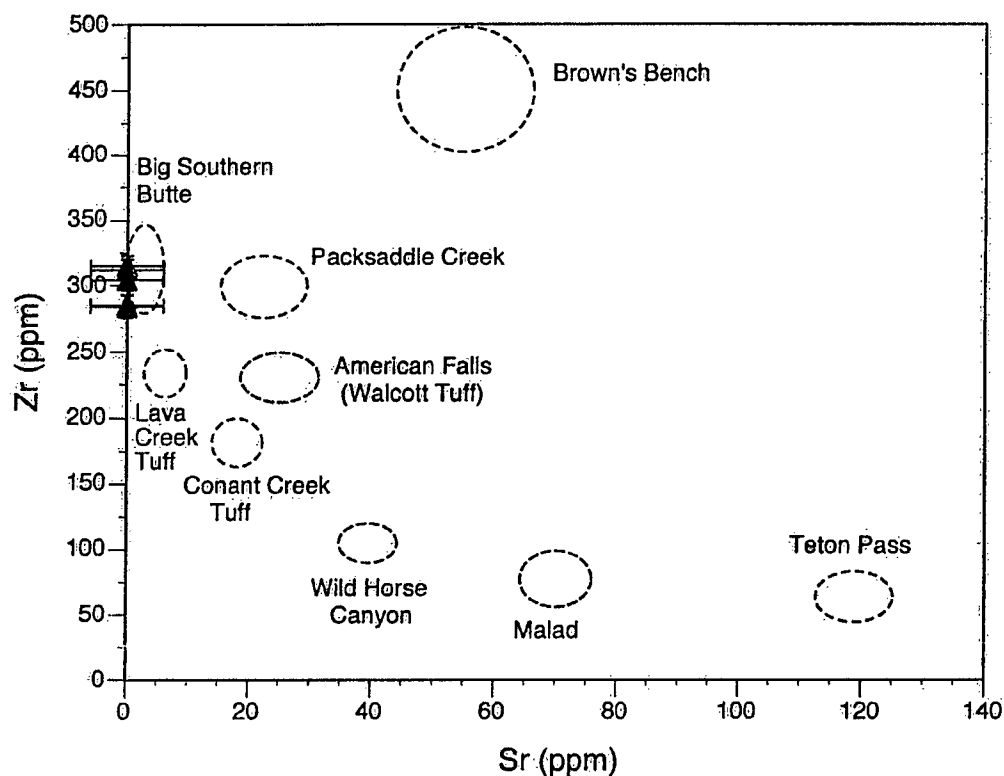 500
450
400
350
300
250
200
150
100
50
0
Zr (ppm)
Brown's Bench
Big Southern
Butte
Packsaddle Creek
American Falls
(Walcott Tuff)
Lava
Creek
Tuff
Conant Creek
Tuff
Wild Horse
Canyon
Malad
Teton Pass
0 20 40 60 80 100 120 140
Sr (ppm)